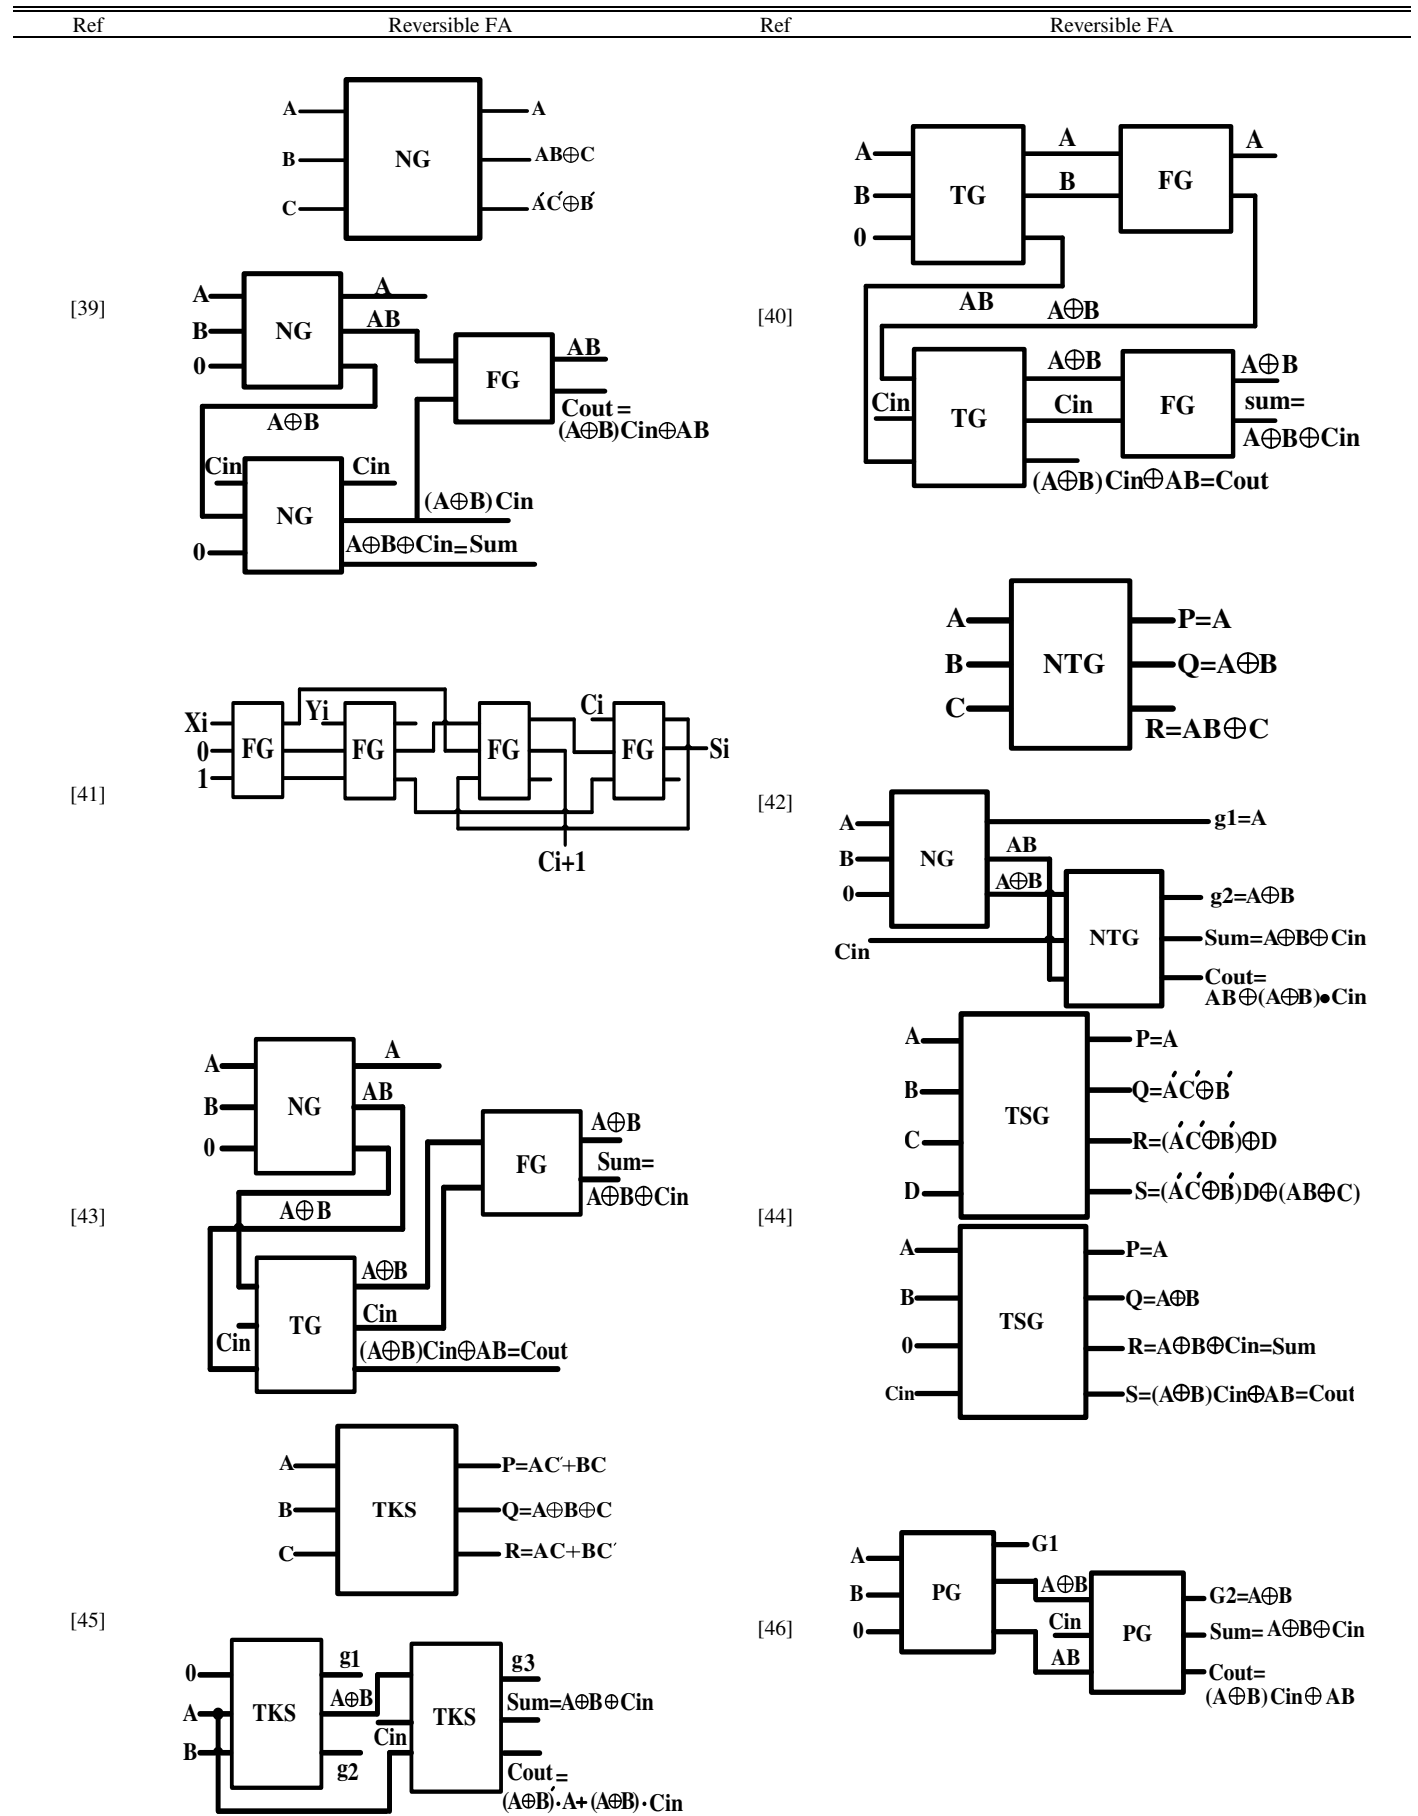 Ref Reversible FA Ref Reversible FA
[39]
A
B
C
NG
A
AB⊕C
A′C′⊕B′
A
B
0
NG
A
AB
A⊕B
FG
AB
Cout=
(A⊕B)Cin⊕AB
Cin
0
NG
Cin
(A⊕B)Cin
A⊕B⊕Cin=Sum
[40]
A
B
0
TG
A
B
FG
A
AB
A⊕B
Cin
TG
A⊕B
Cin
FG
A⊕B
sum=
A⊕B⊕Cin
(A⊕B)Cin⊕AB=Cout
[41]
Xi
0
1
FG
Yi
FG
FG
Ci
FG
Si
Ci+1
[42]
A
B
C
NTG
P=A
Q=A⊕B
R=AB⊕C
A
B
0
NG
g1=A
AB
A⊕B
Cin
NTG
g2=A⊕B
Sum=A⊕B⊕Cin
Cout=
AB⊕(A⊕B)•Cin
[43]
A
B
0
NG
A
AB
A⊕B
FG
A⊕B
Sum=
A⊕B⊕Cin
Cin
TG
A⊕B
Cin
(A⊕B)Cin⊕AB=Cout
[44]
A
B
C
D
TSG
P=A
Q=A′C′⊕B′
R=(A′C′⊕B′)⊕D
S=(A′C′⊕B′)D⊕(AB⊕C)
A
B
0
Cin
TSG
P=A
Q=A⊕B
R=A⊕B⊕Cin=Sum
S=(A⊕B)Cin⊕AB=Cout
[45]
A
B
C
TKS
P=AC′+BC
Q=A⊕B⊕C
R=AC+BC′
0
A
B
TKS
g1
A⊕B
g2
Cin
TKS
g3
Sum=A⊕B⊕Cin
Cout=
(A⊕B)′·A+(A⊕B)·Cin
[46]
A
B
0
PG
G1
A⊕B
Cin
AB
PG
G2=A⊕B
Sum= A⊕B⊕Cin
Cout=
(A⊕B)Cin⊕AB